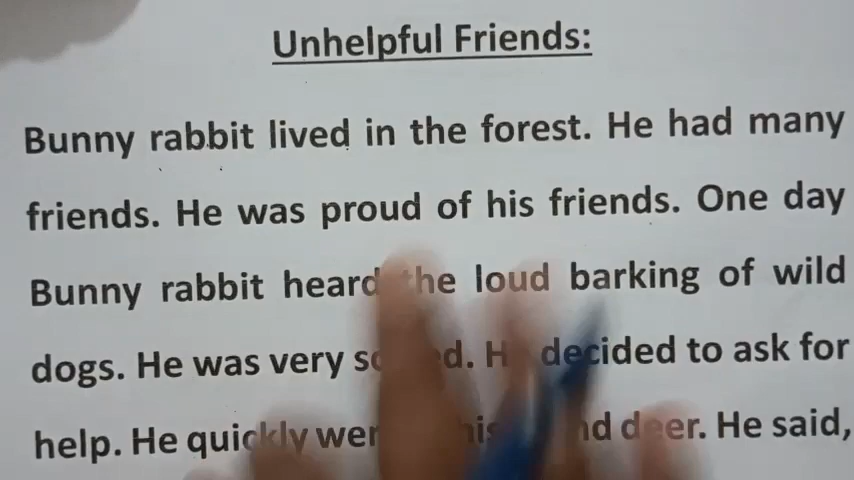 Unhelpful Friends:
Bunny rabbit lived in the forest. He had many
friends. He was proud of his friends. One day
Bunny rabbit heard the loud barking of wild
dogs. He was very scared. He decided to ask for
help. He quickly deer. He said,